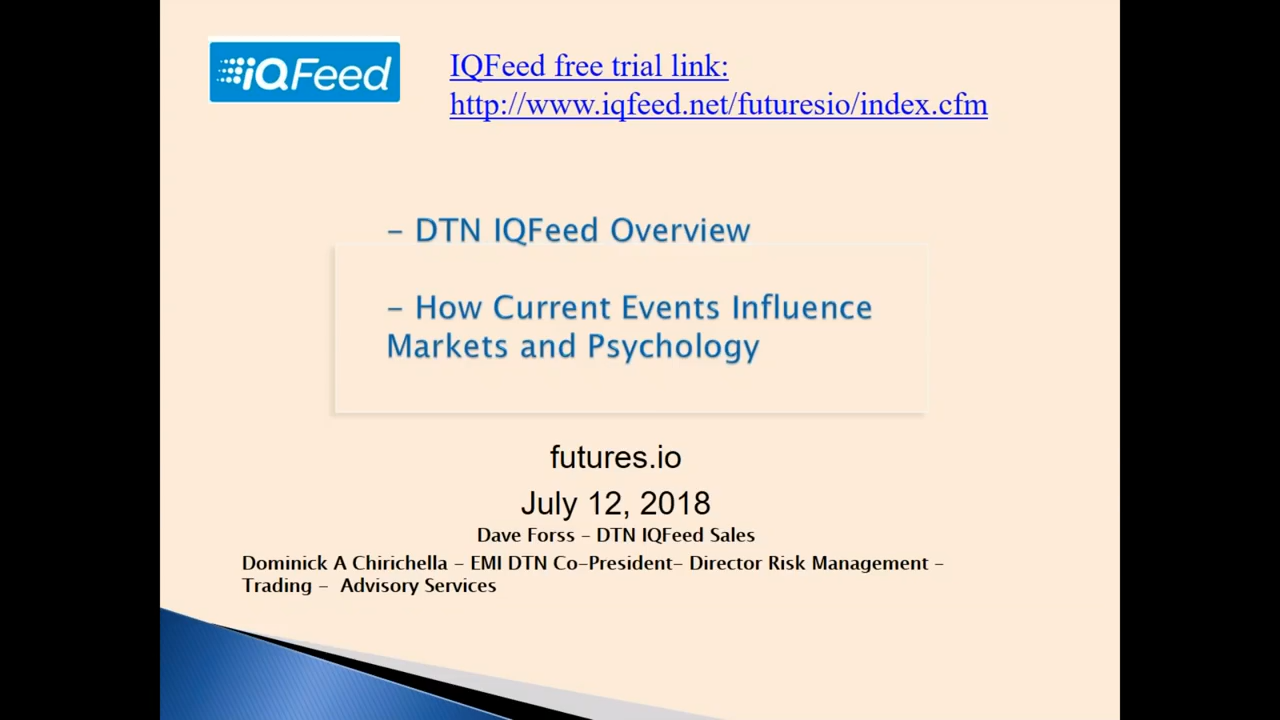 iQFeed
IQFeed free trial link:
http://www.iqfeed.net/futuresio/index.cfm
– DTN IQFeed Overview
– How Current Events Influence
Markets and Psychology
futures.io
July 12, 2018
Dave Forss – DTN IQFeed Sales
Dominick A Chirichella – EMI DTN Co-President– Director Risk Management –
Trading – Advisory Services